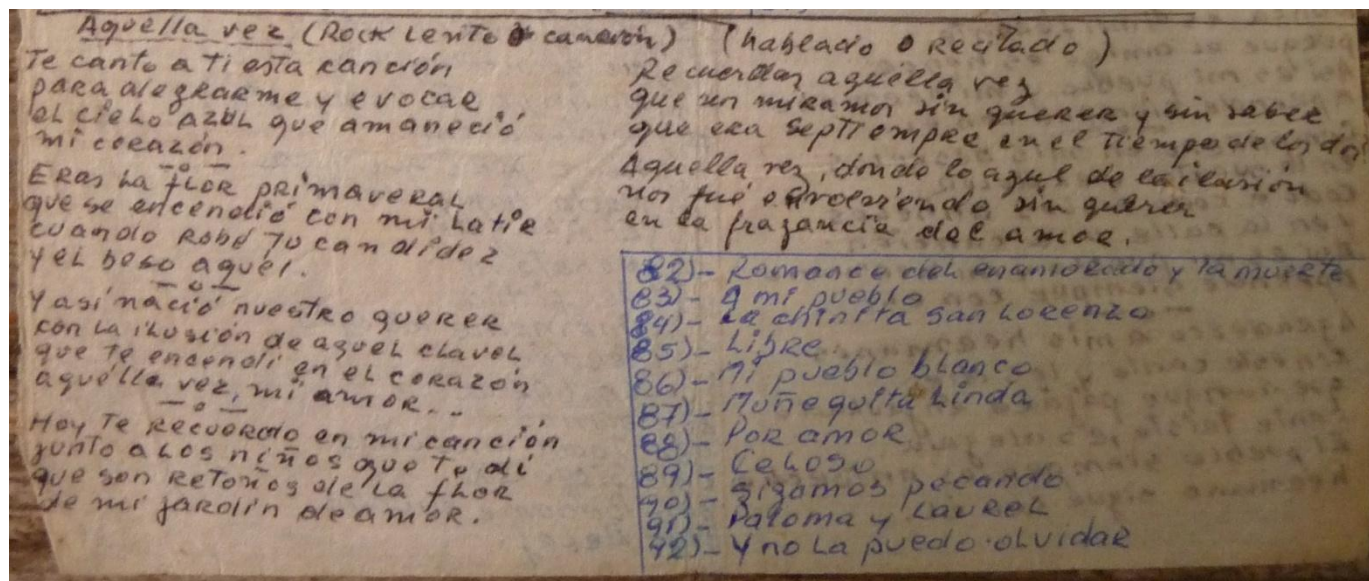 Aquella vez (Rock Lento o canción)
Te canto a ti esta canción
para alegrarme y evocar
el cielo azul que amaneció
mi corazón.
—o—
Eras la flor primaveral
que se encendió con mi latir
cuando robé tu candidez
y el beso aquel.
—o—
Y así nació nuestro querer
con la ilusión de aquel clavel
que te encendí en el corazón
aquella vez, mi amor...
—o—
Hoy te recuerdo en mi canción
junto a los niños que te di
que son retoños de la flor
de mi jardín de amor.
(hablado o recitado)
Recuerdas aquella vez
que nos miramos sin querer y sin saber
que era septiempre en el tiempo de los dos
Aquella vez, donde lo azul de la ilusión
nos fué envolviendo sin querer
en la fragancia del amor.
82)- Romance del enamorado y la muerte
83)- A mi pueblo
84)- La chinita San Lorenzo
85)- Libre
86)- Mi pueblo blanco
87)- Muñequita Linda
88)- Por amor
89)- Celoso
90)- Sigamos pecando
91)- Paloma y Laurel
92)- Y no la puedo olvidar